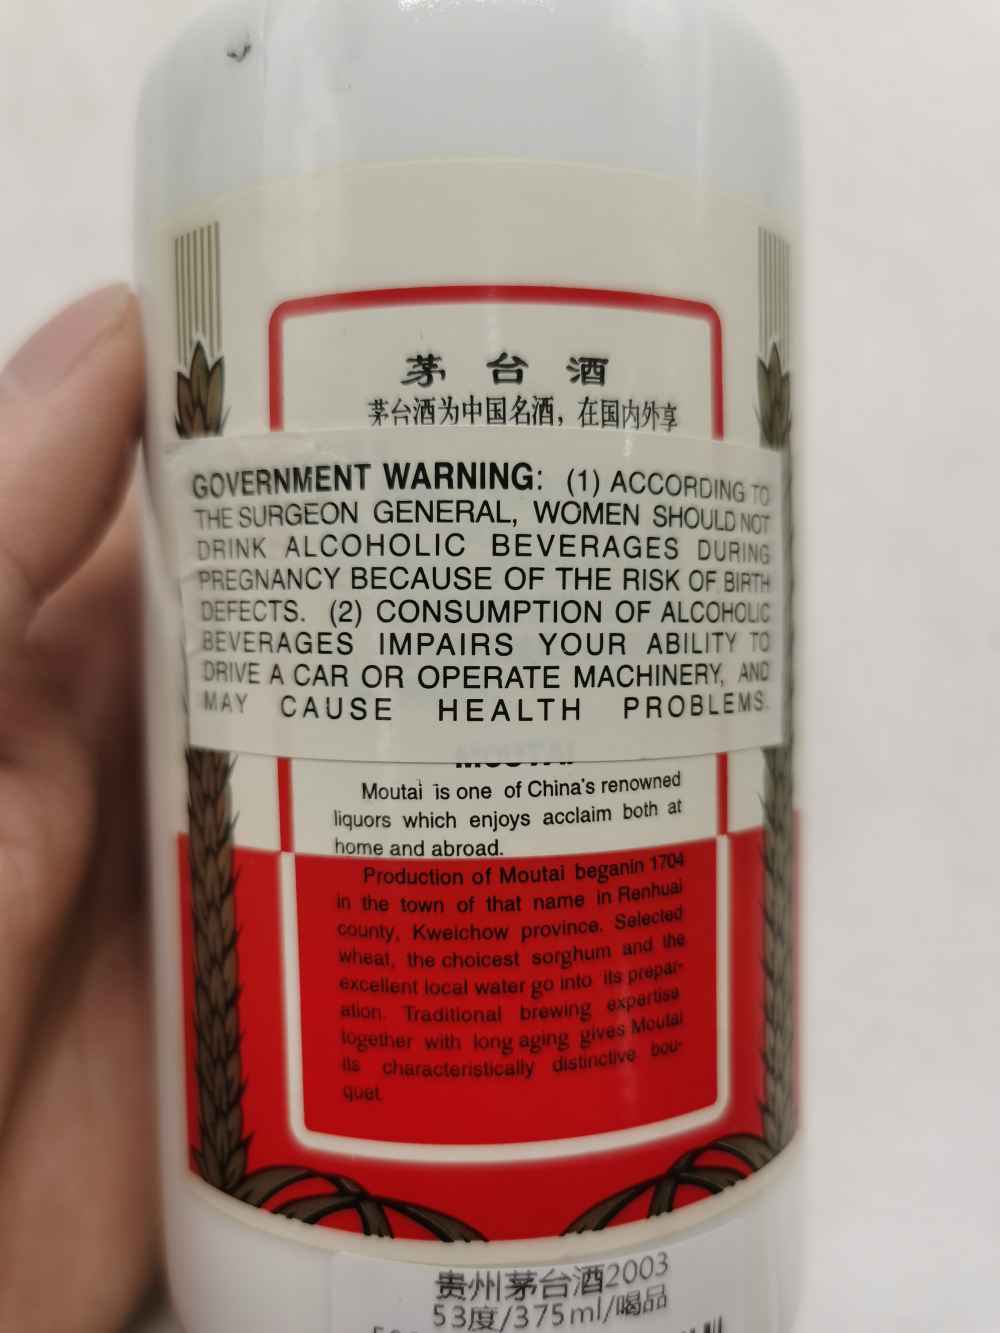 茅台酒
茅台酒为中国名酒，在国内外享
GOVERNMENT WARNING: (1) ACCORDING TO
THE SURGEON GENERAL, WOMEN SHOULD NOT
DRINK ALCOHOLIC BEVERAGES DURING
PREGNANCY BECAUSE OF THE RISK OF BIRTH
DEFECTS. (2) CONSUMPTION OF ALCOHOLIC
BEVERAGES IMPAIRS YOUR ABILITY TO
DRIVE A CAR OR OPERATE MACHINERY, AND
MAY CAUSE HEALTH PROBLEMS.
Moutai is one of China's renowned
liquors which enjoys acclaim both at
home and abroad.
Production of Moutai beganin 1704
in the town of that name in Renhuai
county, Kweichow province. Selected
wheat, the choicest sorghum and the
excellent local water go into its prepar-
ation. Traditional brewing expertise
together with long aging gives Moutai
its characteristically distinctive bou-
quet.
贵州茅台酒2003
53度/375ml/喝品